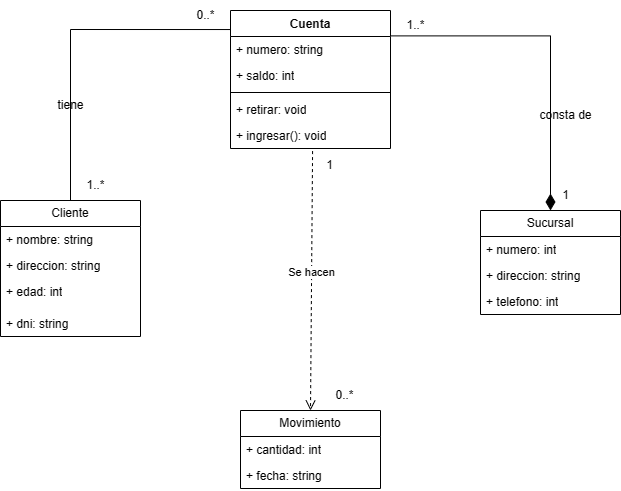 0..*
Cuenta
1..*
+ numero: string
+ saldo: int
+ retirar: void
+ ingresar(): void
tiene
consta de
1
1..*
1
Cliente
+ nombre: string
+ direccion: string
+ edad: int
+ dni: string
Sucursal
+ numero: int
+ direccion: string
+ telefono: int
Se hacen
0..*
Movimiento
+ cantidad: int
+ fecha: string